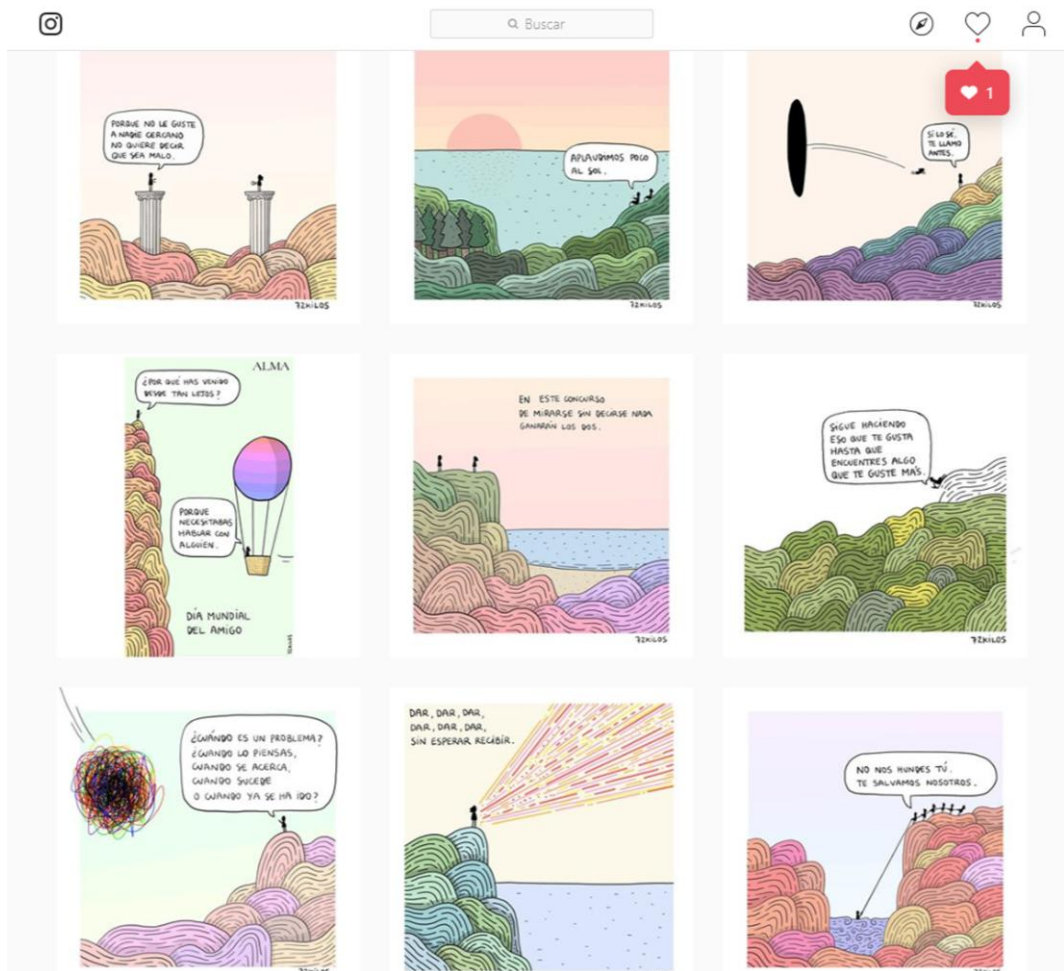 Buscar
1
PORQUE NO LE GUSTE
A NADIE CERCANO
NO QUIERE DECIR
QUE SEA MALO.
72KILOS
APLAUDIMOS POCO
AL SOL.
72KILOS
SÍ LO SÉ,
TE LLAMO
ANTES.
72KILOS
ALMA
¿POR QUÉ HAS VENIDO
DESDE TAN LEJOS?
PORQUE
NECESITABAS
HABLAR CON
ALGUIEN.
DÍA MUNDIAL
DEL AMIGO
72KILOS
EN ESTE CONCURSO
DE MIRARSE SIN DECIRSE NADA
GANARÁN LOS DOS.
72KILOS
SIGUE HACIENDO
ESO QUE TE GUSTA
HASTA QUE
ENCUENTRES ALGO
QUE TE GUSTE MÁS.
72KILOS
¿CUÁNDO ES UN PROBLEMA?
¿CUANDO LO PIENSAS,
CUANDO SE ACERCA,
CUANDO SUCEDE
O CUANDO YA SE HA IDO?
72KILOS
DAR, DAR, DAR,
DAR, DAR, DAR,
SIN ESPERAR RECIBIR.
NO NOS HUNDES TÚ.
TE SALVAMOS NOSOTROS.
72KILOS